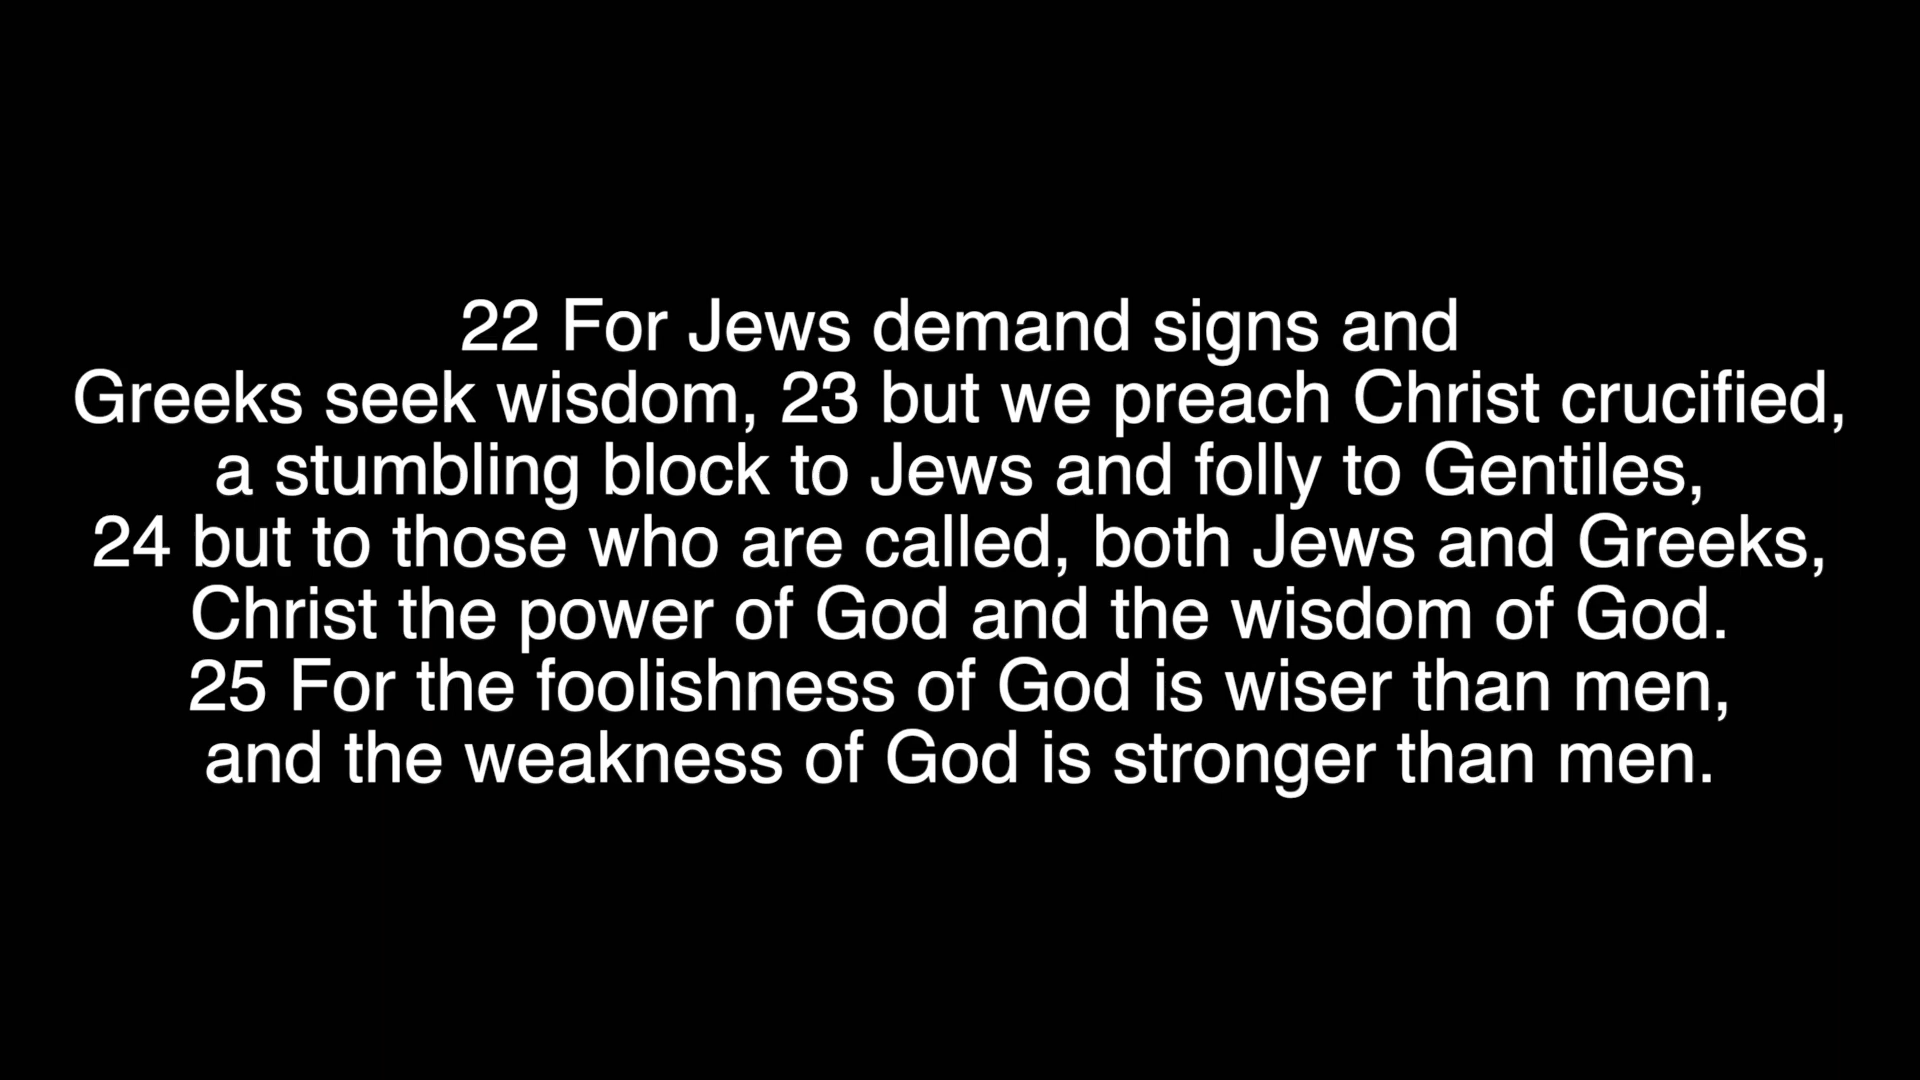 22 For Jews demand signs and
Greeks seek wisdom, 23 but we preach Christ crucified,
a stumbling block to Jews and folly to Gentiles,
24 but to those who are called, both Jews and Greeks,
Christ the power of God and the wisdom of God.
25 For the foolishness of God is wiser than men,
and the weakness of God is stronger than men.